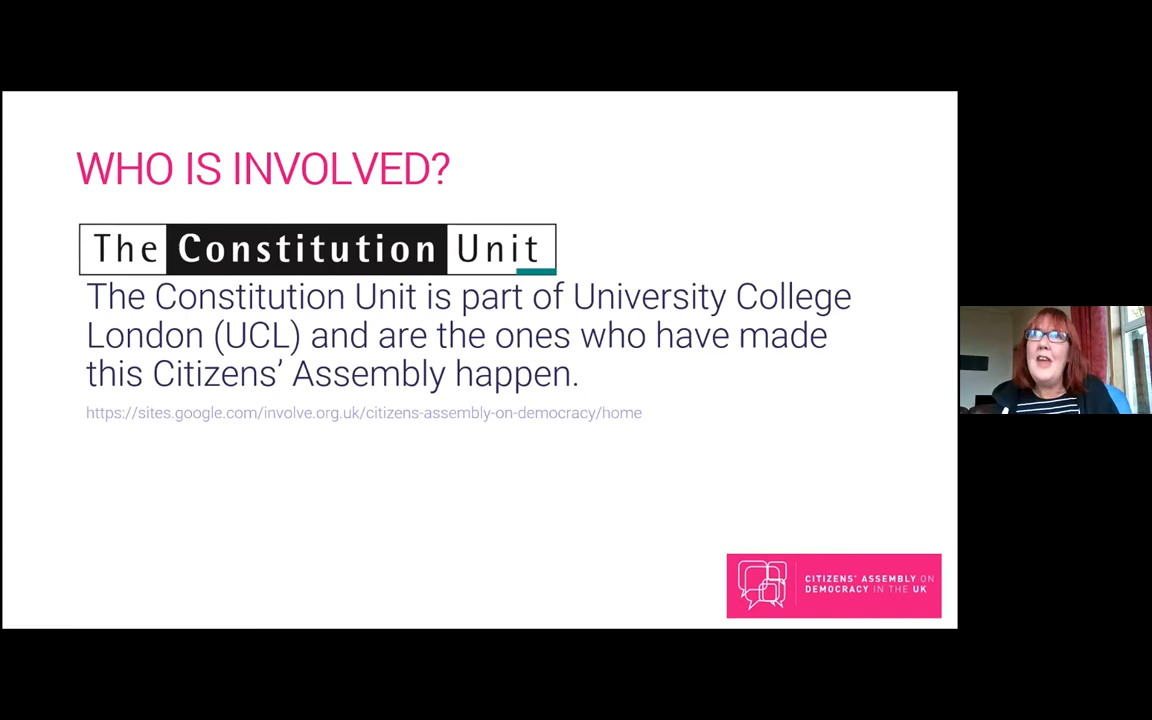 WHO IS INVOLVED?
The Constitution Unit
The Constitution Unit is part of University College
London (UCL) and are the ones who have made
this Citizens’ Assembly happen.
https://sites.google.com/involve.org.uk/citizens-assembly-on-democracy/home
CITIZENS' ASSEMBLY ON
DEMOCRACY IN THE UK